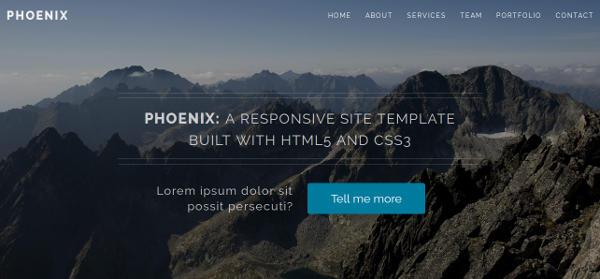 PHOENIX
HOME ABOUT SERVICES TEAM PORTFOLIO CONTACT
PHOENIX: A RESPONSIVE SITE TEMPLATE
BUILT WITH HTML5 AND CSS3
Lorem ipsum dolor sit
possit persecuti?
Tell me more